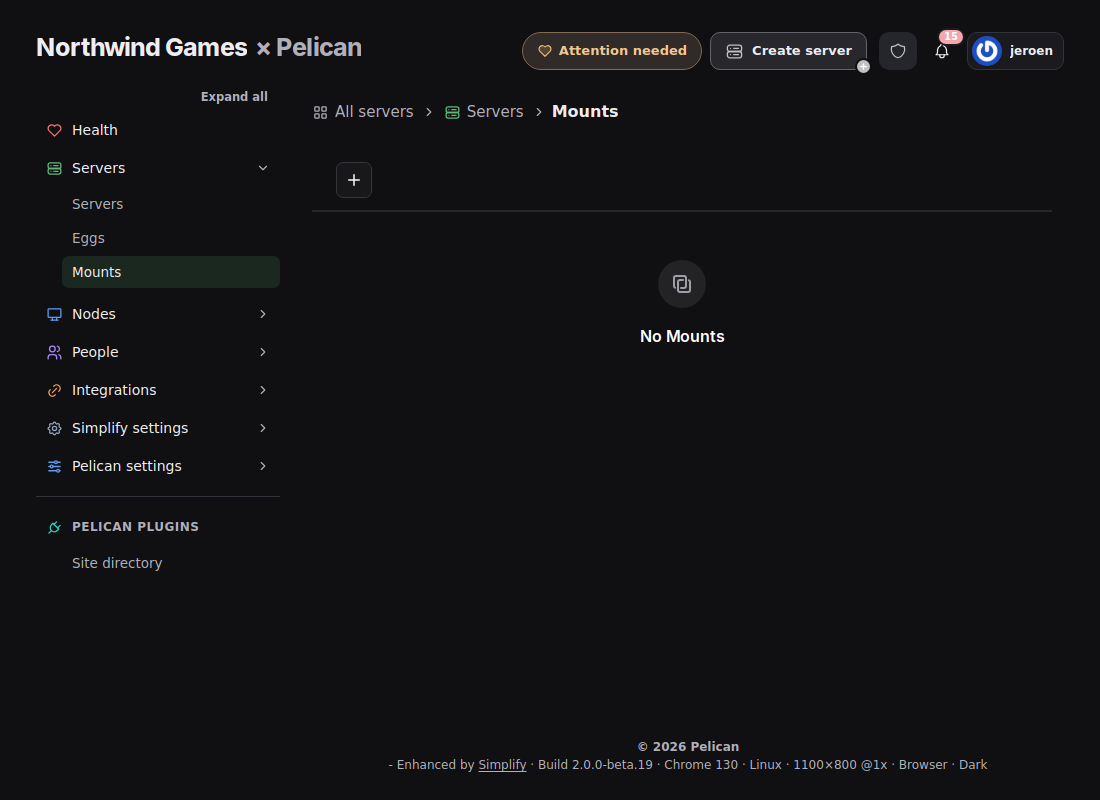 Northwind Games × Pelican
Attention needed
Create server
15
jeroen
Expand all
Health
Servers
Servers
Eggs
Mounts
Nodes
People
Integrations
Simplify settings
Pelican settings
PELICAN PLUGINS
Site directory
All servers > Servers > Mounts
No Mounts
© 2026 Pelican
- Enhanced by Simplify · Build 2.0.0-beta.19 · Chrome 130 · Linux · 1100×800 @1x · Browser · Dark